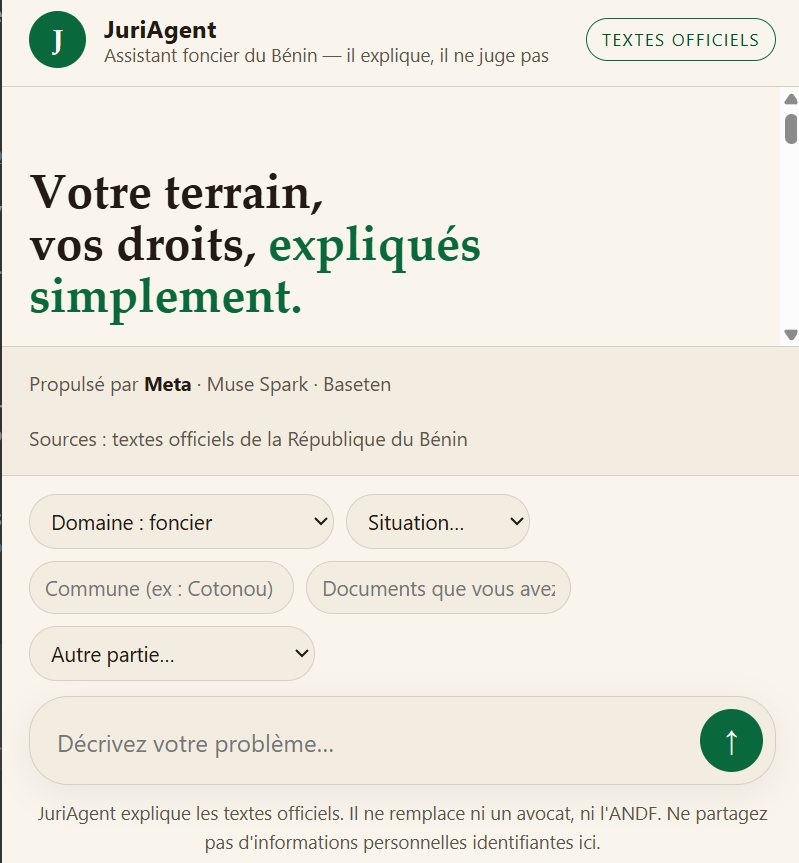 J
JuriAgent
Assistant foncier du Bénin — il explique, il ne juge pas
TEXTES OFFICIELS
Votre terrain,
vos droits, expliqués
simplement.
Propulsé par Meta · Muse Spark · Baseten
Sources : textes officiels de la République du Bénin
Domaine : foncier
Situation...
Commune (ex : Cotonou)
Documents que vous avez
Autre partie...
Décrivez votre problème...
↑
JuriAgent explique les textes officiels. Il ne remplace ni un avocat, ni l'ANDF. Ne partagez
pas d'informations personnelles identifiantes ici.